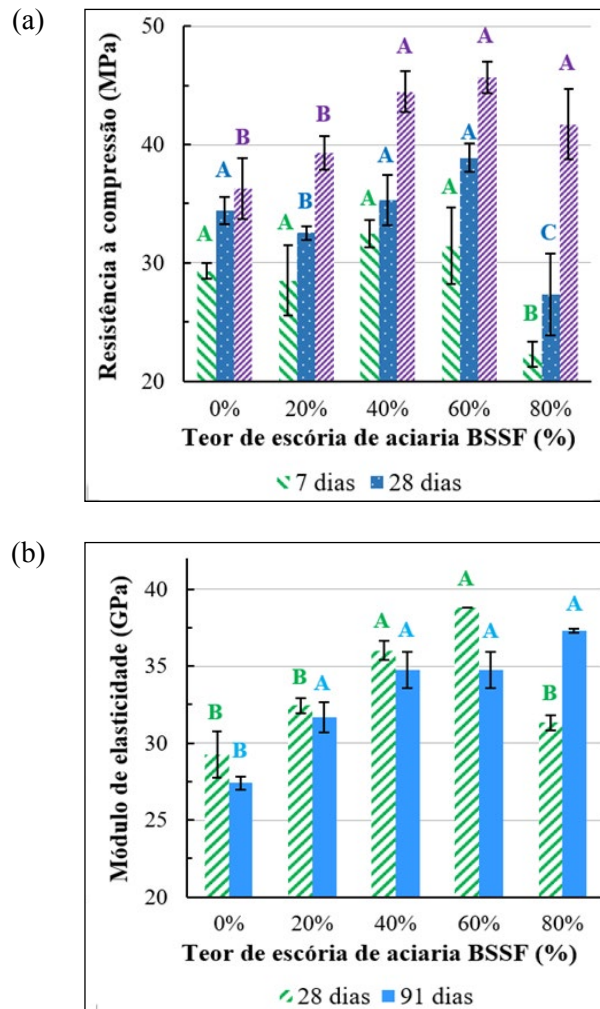 (a)
Resistência à compressão (MPa)
50
40
30
20
A A B
A B B
A A A
A A A
B C A
0% 20% 40% 60% 80%
Teor de escória de aciaria BSSF (%)
7 dias 28 dias
(b)
Módulo de elasticidade (GPa)
40
35
30
25
20
B B
B A
A A
A A
B A
0% 20% 40% 60% 80%
Teor de escória de aciaria BSSF (%)
28 dias 91 dias